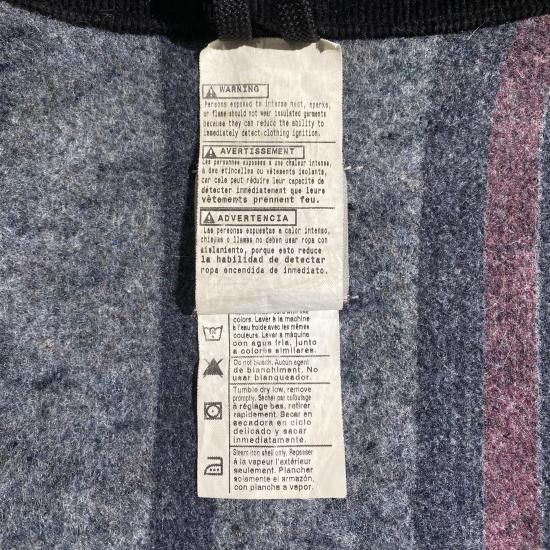 WARNING
Persons exposed to intense heat, sparks,
or flame should not wear insulated garments
because they can reduce the ability to
immediately detect clothing ignition.
AVERTISSEMENT
Les personnes exposées à une chaleur intense,
à des étincelles ou vêtements isolants,
car cele peut réduire leur capacité de
détecter immédiatement que leurs
vêtements prennent feu.
ADVERTENCIA
Las personas expuestas a calor intenso,
chispas o llamas no deben usar ropa con
aislamiento, porque esto reduce
la habilidad de detectar
ropa encendida de inmediato.
colors. Laver à la machine
à l'eau froide avec les mêmes
couleurs. Lavar a máquina
con agua fria, junto
a colores similares.
Do not bleach. Aucun agent
de blanchiment. No
usar blanqueador.
Tumble dry low, remove
promptly. Sécher par culbutage
à réglage bas, retirer
rapidement. Secar en
secadora en ciclo
delicado y sacar
inmediatamente.
Steam iron shell only. Repasser
à la vapeur l'extérieur
seulement. Planchar
solamente el armazón,
con plancha a vapor.